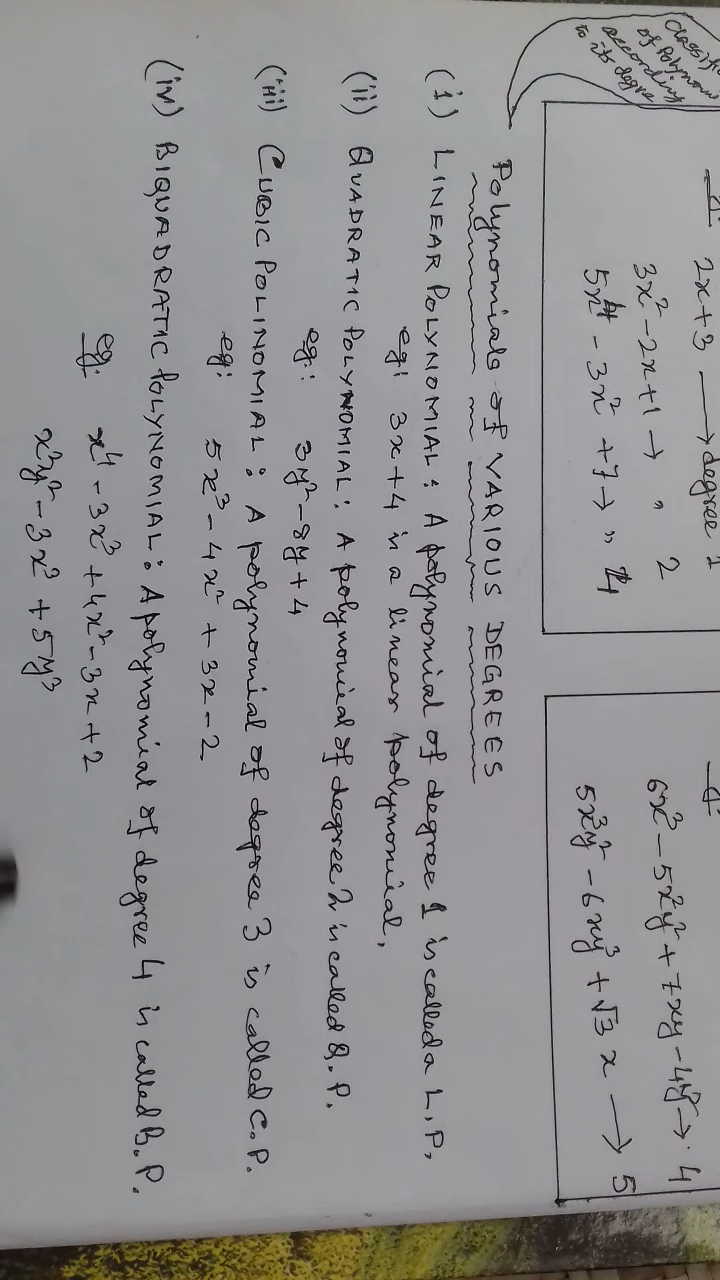 Classific
of Polynom
according
to its degree
2x+3 → degree 1
3x² - 2x + 1 → " 2
5x⁴ - 3x² + 7 → " 4
6x³ - 5x²y² + 7xy - 4y → 4
5x³y² - 6xy³ + √3 x → 5
Polynomials of VARIOUS DEGREES
(i) LINEAR POLYNOMIAL : A polynomial of degree 1 is called a L.P.
eg: 3x+4 is a linear polynomial,
(ii) QUADRATIC POLYNOMIAL : A polynomial of degree 2 is called Q.P.
eg: 3y² - 8y + 4
(iii) CUBIC POLINOMIAL : A polynomial of degree 3 is called C.P.
eg: 5x³ - 4x² + 3x - 2
(iv) BIQUADRATIC POLYNOMIAL : A polynomial of degree 4 is called B.P.
eg: x⁴ - 3x³ + 4x² - 3x + 2
x²y² - 3x³ + 5y³